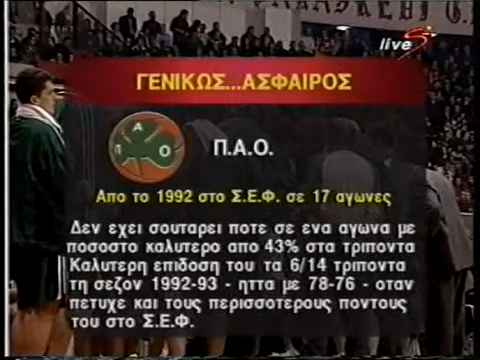 live S
ΓΕΝΙΚΩΣ...ΑΣΦΑΙΡΟΣ
Π Α Ο
Π.Α.Ο.
Απο το 1992 στο Σ.Ε.Φ. σε 17 αγωνες
Δεν εχει σουταρει ποτε σε ενα αγωνα με
ποσοστο καλυτερο απο 43% στα τριποντα
Καλυτερη επιδοση του τα 6/14 τριποντα
τη σεζον 1992-93 - ηττα με 78-76 - οταν
πετυχε και τους περισσοτερους ποντους
του στο Σ.Ε.Φ.